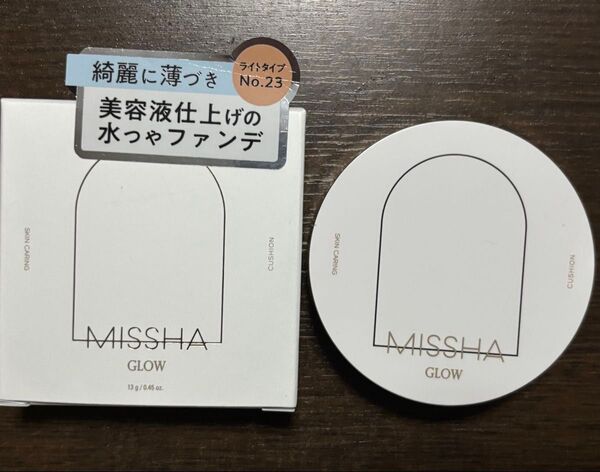 綺麗に薄づき
ライトタイプ
No.23
美容液仕上げの
水つやファンデ
SKIN CARING
CUSHION
MISSHA
GLOW
13 g / 0.45 oz.
SKIN CARING
CUSHION
MISSHA
GLOW